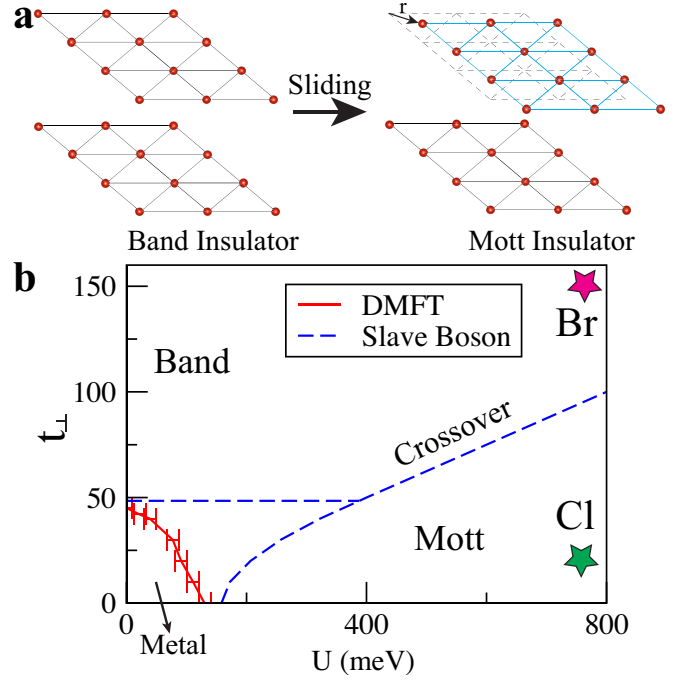 a
r
Sliding
Band Insulator
Mott Insulator
b
t⊥
150
100
50
0
DMFT
Slave Boson
Band
Br
Crossover
Mott
Cl
Metal
0
400
800
U (meV)